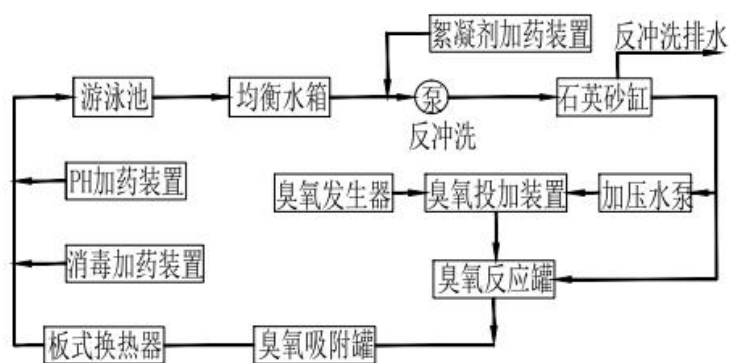 絮凝剂加药装置
反冲洗排水
游泳池
均衡水箱
泵
石英砂缸
反冲洗
PH加药装置
臭氧发生器
臭氧投加装置
加压水泵
消毒加药装置
臭氧反应罐
板式换热器
臭氧吸附罐